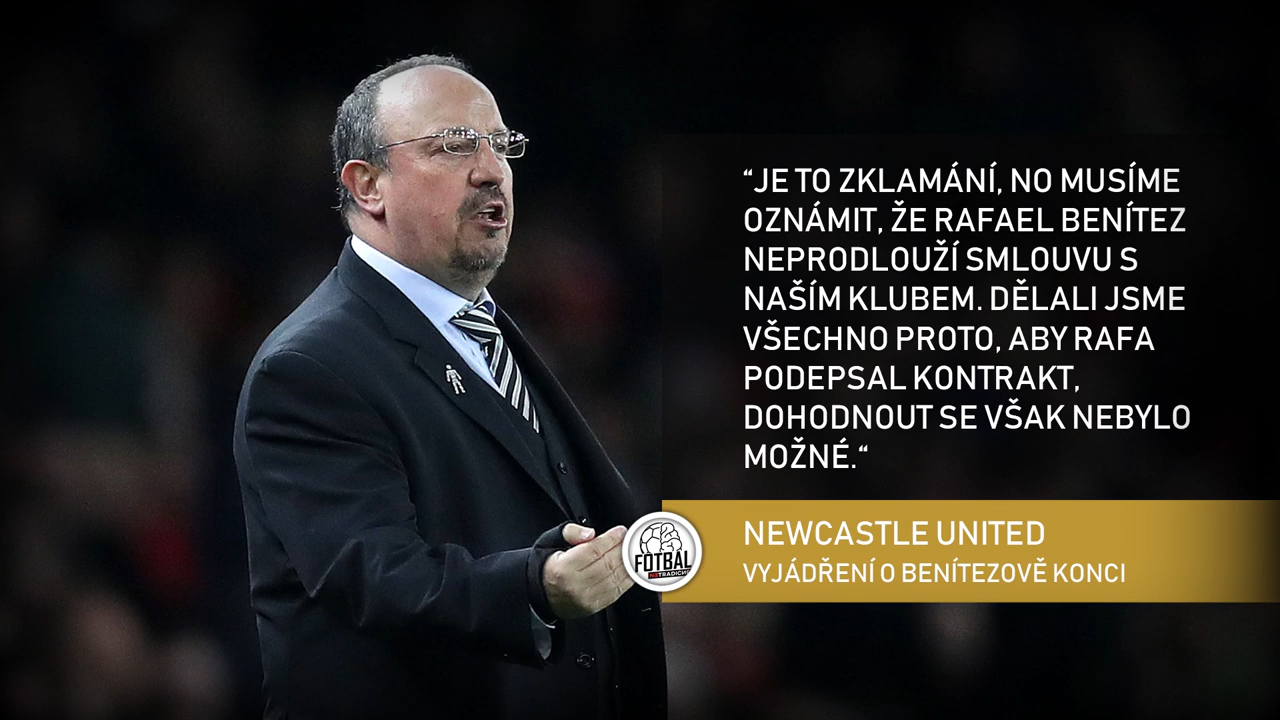 “JE TO ZKLAMÁNÍ, NO MUSÍME
OZNÁMIT, ŽE RAFAEL BENÍTEZ
NEPRODLOUŽÍ SMLOUVU S
NAŠÍM KLUBEM. DĚLALI JSME
VŠECHNO PROTO, ABY RAFA
PODEPSAL KONTRAKT,
DOHODNOUT SE VŠAK NEBYLO
MOŽNÉ.“
NEWCASTLE UNITED
VYJÁDŘENÍ O BENÍTEZOVĚ KONCI
FOTBAL